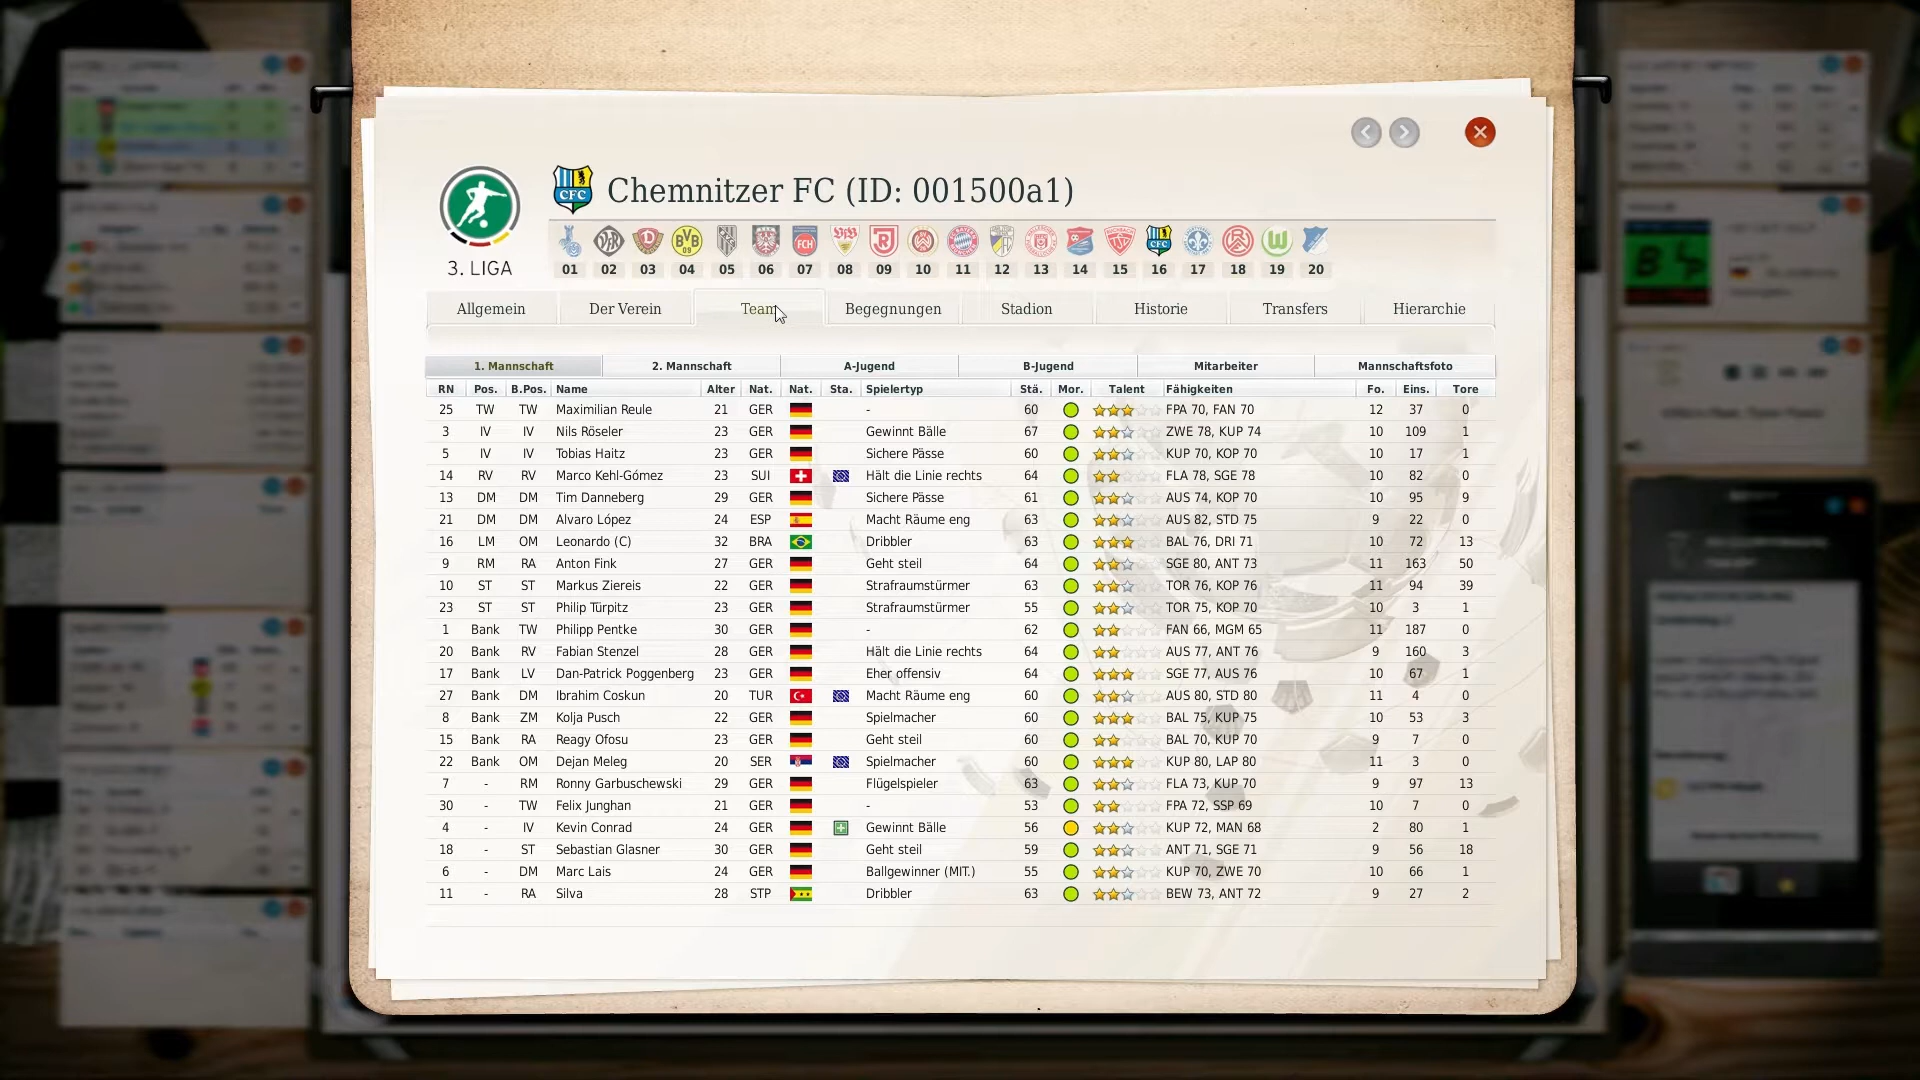 Chemnitzer FC (ID: 001500a1)
CFC
3. LIGA
01 02 03 04 05 06 07 08 09 10 11 12 13 14 15 16 17 18 19 20
Allgemein Der Verein Team Begegnungen Stadion Historie Transfers Hierarchie
1. Mannschaft 2. Mannschaft A-Jugend B-Jugend Mitarbeiter Mannschaftsfoto
RN Pos. B.Pos. Name Alter Nat. Nat. Sta. Spielertyp Stä. Mor. Talent Fähigkeiten Fo. Eins. Tore
25 TW TW Maximilian Reule 21 GER - 60 FPA 70, FAN 70 12 37 0
3 IV IV Nils Röseler 23 GER Gewinnt Bälle 67 ZWE 78, KUP 74 10 109 1
5 IV IV Tobias Haitz 23 GER Sichere Pässe 60 KUP 70, KOP 70 10 17 1
14 RV RV Marco Kehl-Gómez 23 SUI Hält die Linie rechts 64 FLA 78, SGE 78 10 82 0
13 DM DM Tim Danneberg 29 GER Sichere Pässe 61 AUS 74, KOP 70 10 95 9
21 DM DM Alvaro López 24 ESP Macht Räume eng 63 AUS 82, STD 75 9 22 0
16 LM OM Leonardo (C) 32 BRA Dribbler 63 BAL 76, DRI 71 10 72 13
9 RM RA Anton Fink 27 GER Geht steil 64 SGE 80, ANT 73 11 163 50
10 ST ST Markus Ziereis 22 GER Strafraumstürmer 63 TOR 76, KOP 76 11 94 39
23 ST ST Philip Türpitz 23 GER Strafraumstürmer 55 TOR 75, KOP 70 10 3 1
1 Bank TW Philipp Pentke 30 GER - 62 FAN 66, MGM 65 11 187 0
20 Bank RV Fabian Stenzel 28 GER Hält die Linie rechts 64 AUS 77, ANT 76 9 160 3
17 Bank LV Dan-Patrick Poggenberg 23 GER Eher offensiv 64 SGE 77, AUS 76 10 67 1
27 Bank DM Ibrahim Coskun 20 TUR Macht Räume eng 60 AUS 80, STD 80 11 4 0
8 Bank ZM Kolja Pusch 22 GER Spielmacher 60 BAL 75, KUP 75 10 53 3
15 Bank RA Reagy Ofosu 23 GER Geht steil 60 BAL 70, KUP 70 9 7 0
22 Bank OM Dejan Meleg 20 SER Spielmacher 60 KUP 80, LAP 80 11 3 0
7 - RM Ronny Garbuschewski 29 GER Flügelspieler 63 FLA 73, KUP 70 9 97 13
30 - TW Felix Junghan 21 GER - 53 FPA 72, SSP 69 10 7 0
4 - IV Kevin Conrad 24 GER Gewinnt Bälle 56 KUP 72, MAN 68 2 80 1
18 - ST Sebastian Glasner 30 GER Geht steil 59 ANT 71, SGE 71 9 56 18
6 - DM Marc Lais 24 GER Ballgewinner (MIT.) 55 KUP 70, ZWE 70 10 66 1
11 - RA Silva 28 STP Dribbler 63 BEW 73, ANT 72 9 27 2